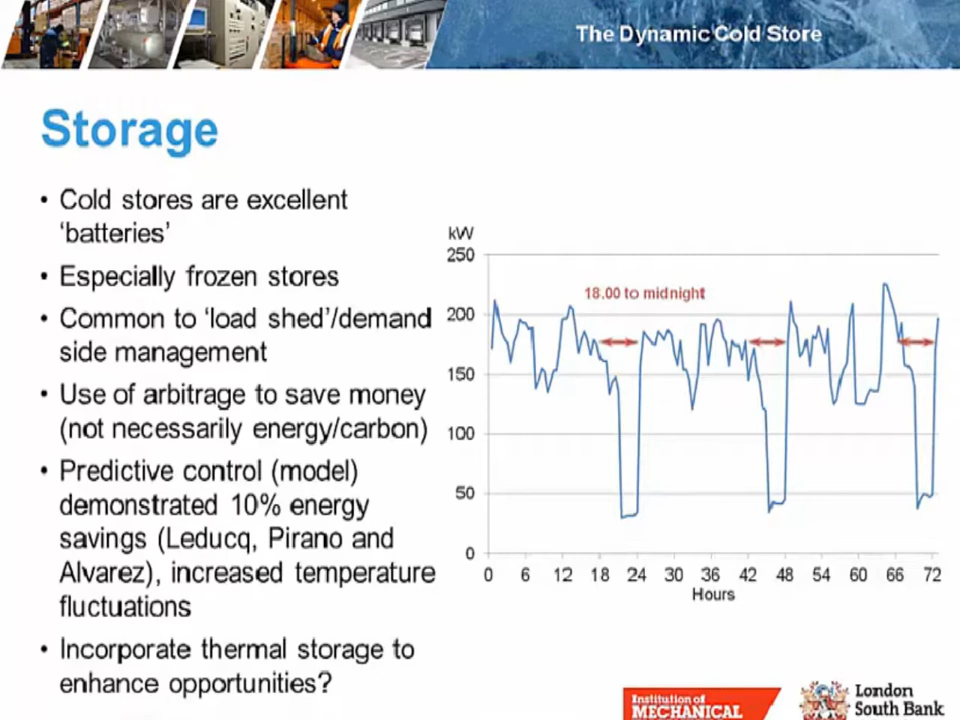 The Dynamic Cold Store
Storage
• Cold stores are excellent
‘batteries’
• Especially frozen stores
• Common to ‘load shed’/demand
side management
• Use of arbitrage to save money
(not necessarily energy/carbon)
• Predictive control (model)
demonstrated 10% energy
savings (Leducq, Pirano and
Alvarez), increased temperature
fluctuations
• Incorporate thermal storage to
enhance opportunities?
kW
250
200
150
100
50
0
18.00 to midnight
0 6 12 18 24 30 36 42 48 54 60 66 72
Hours
Institution of
MECHANICAL
London
South Bank